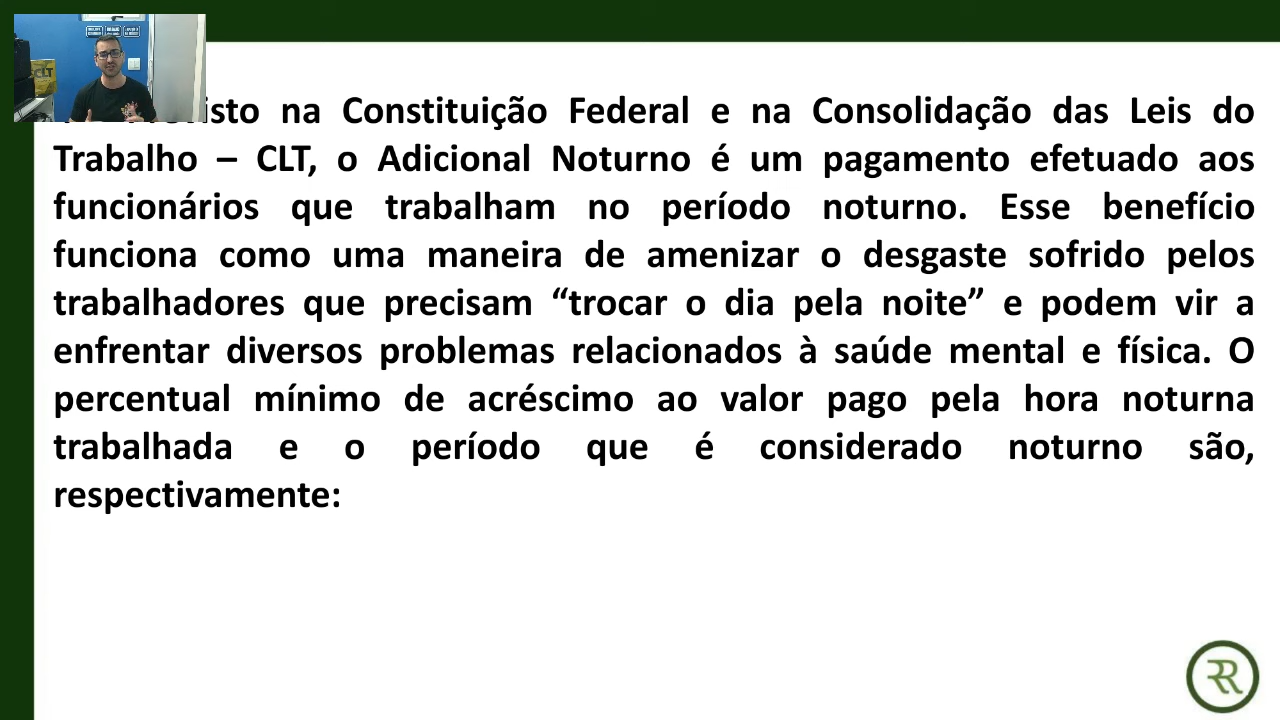 na Constituição Federal e na Consolidação das Leis do
Trabalho – CLT, o Adicional Noturno é um pagamento efetuado aos
funcionários que trabalham no período noturno. Esse benefício
funciona como uma maneira de amenizar o desgaste sofrido pelos
trabalhadores que precisam “trocar o dia pela noite” e podem vir a
enfrentar diversos problemas relacionados à saúde mental e física. O
percentual mínimo de acréscimo ao valor pago pela hora noturna
trabalhada e o período que é considerado noturno são,
respectivamente: